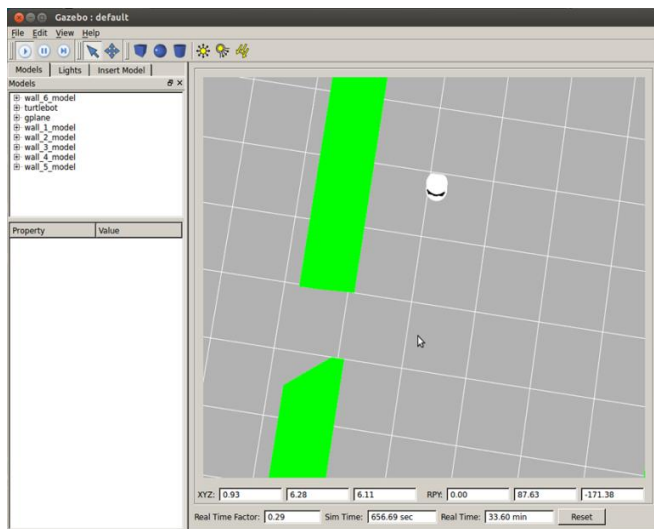 Gazebo : default
File Edit View Help
Models Lights Insert Model
Models
wall_6_model
turtlebot
gplane
wall_1_model
wall_2_model
wall_3_model
wall_4_model
wall_5_model
Property Value
XYZ: 0.93 6.28 6.11 RPY: 0.00 87.63 -171.38
Real Time Factor: 0.29 Sim Time: 656.69 sec Real Time: 33.60 min Reset